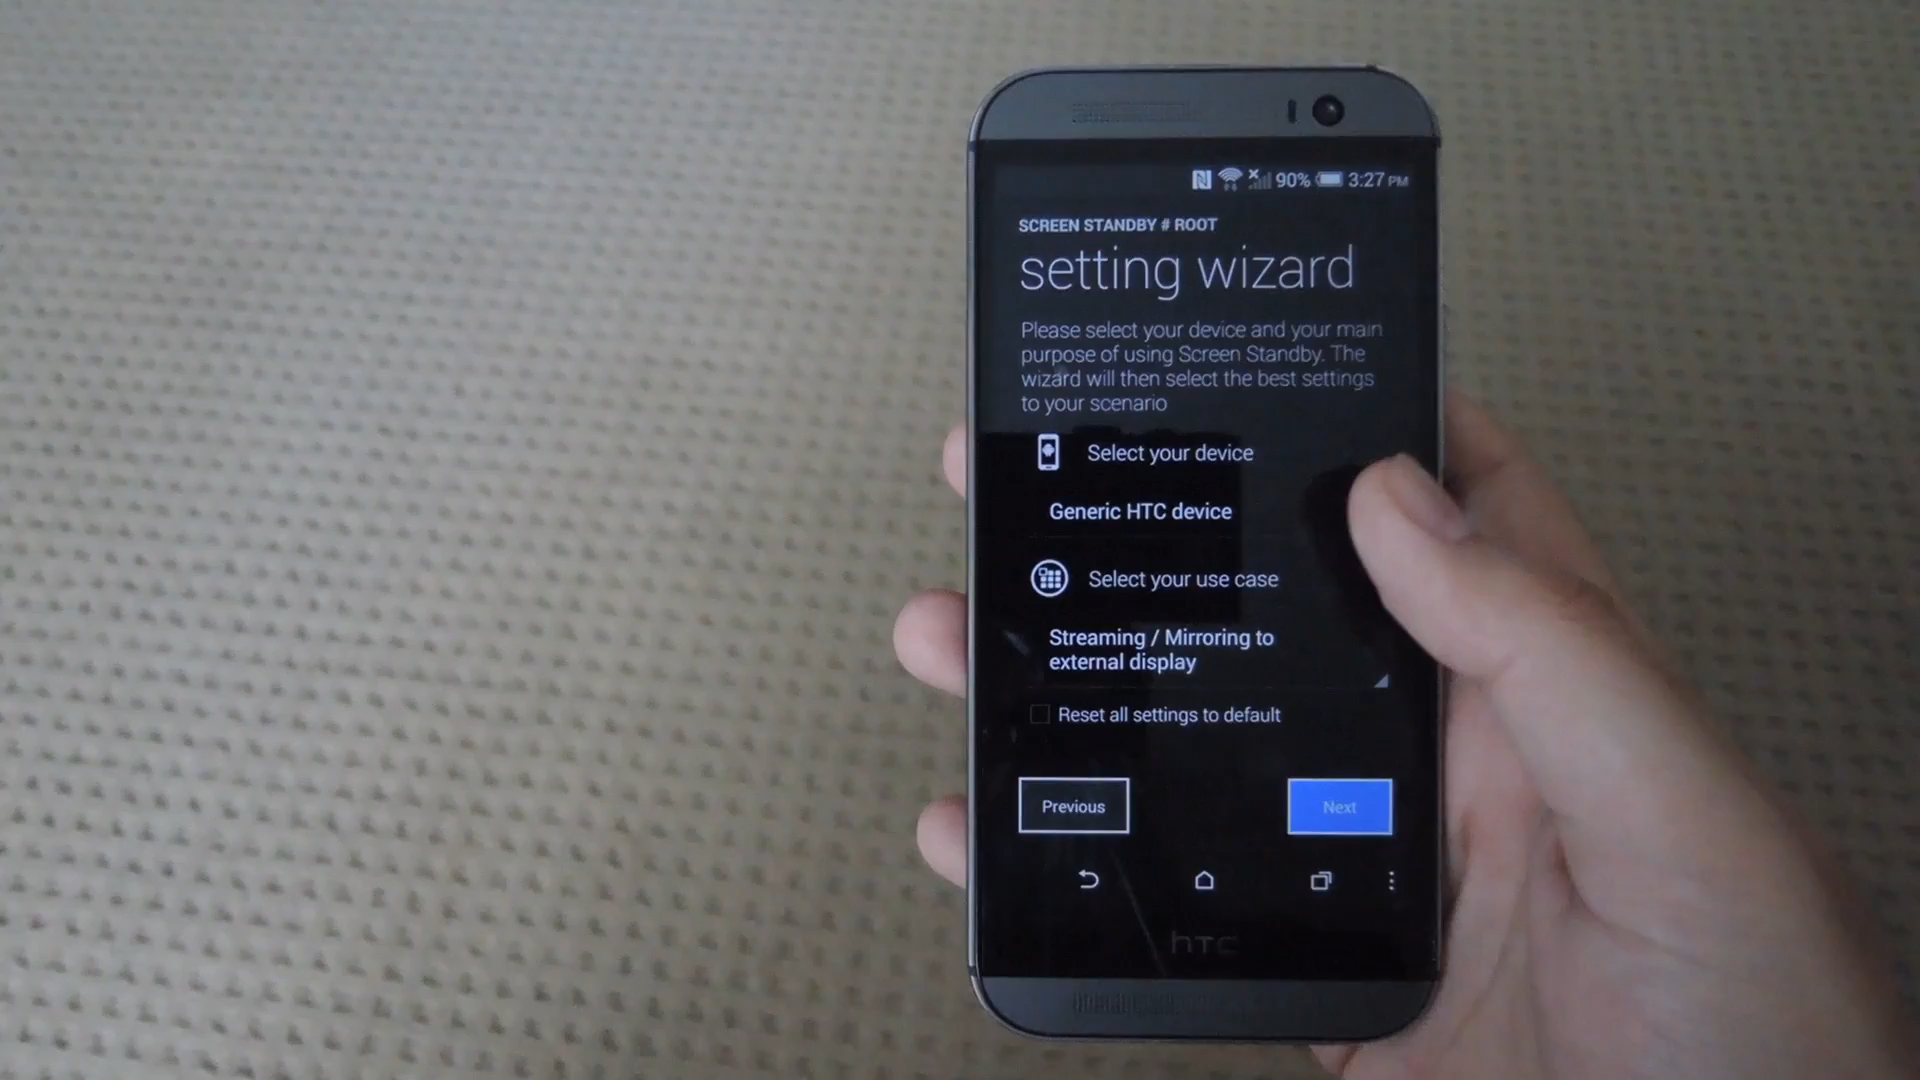 90% 3:27 PM
SCREEN STANDBY # ROOT
setting wizard
Please select your device and your main
purpose of using Screen Standby. The
wizard will then select the best settings
to your scenario
Select your device
Generic HTC device
Select your use case
Streaming / Mirroring to
external display
Reset all settings to default
Previous
Next
hTC